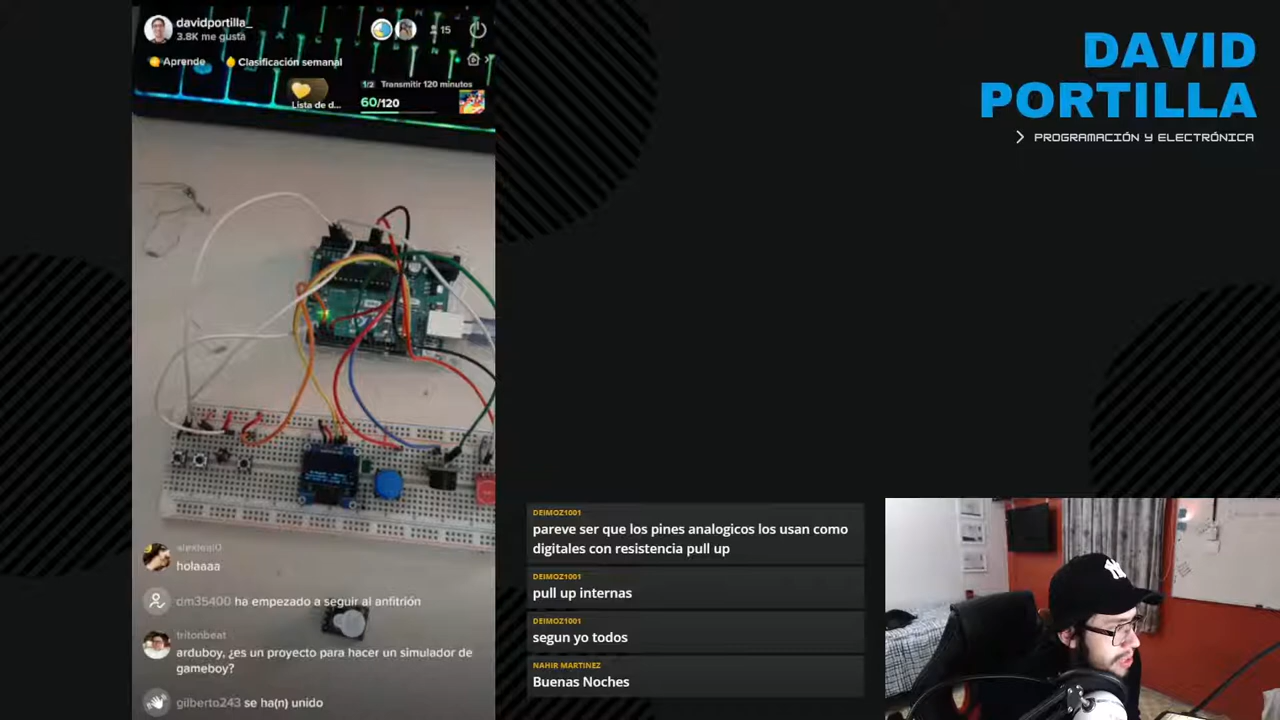 davidportilla_
3.8K me gusta
15
Aprende
Clasificación semanal
1/2 Transmitir 120 minutos
Lista de d...
60/120
alexleal0
holaaaa
dm35400 ha empezado a seguir al anfitrión
tritonbeat
arduboy, ¿es un proyecto para hacer un simulador de
gameboy?
gilberto243 se ha(n) unido
DAVID
PORTILLA
PROGRAMACIÓN Y ELECTRÓNICA
DEIMOZ1001
pareve ser que los pines analogicos los usan como
digitales con resistencia pull up
DEIMOZ1001
pull up internas
DEIMOZ1001
segun yo todos
NAHIR MARTINEZ
Buenas Noches